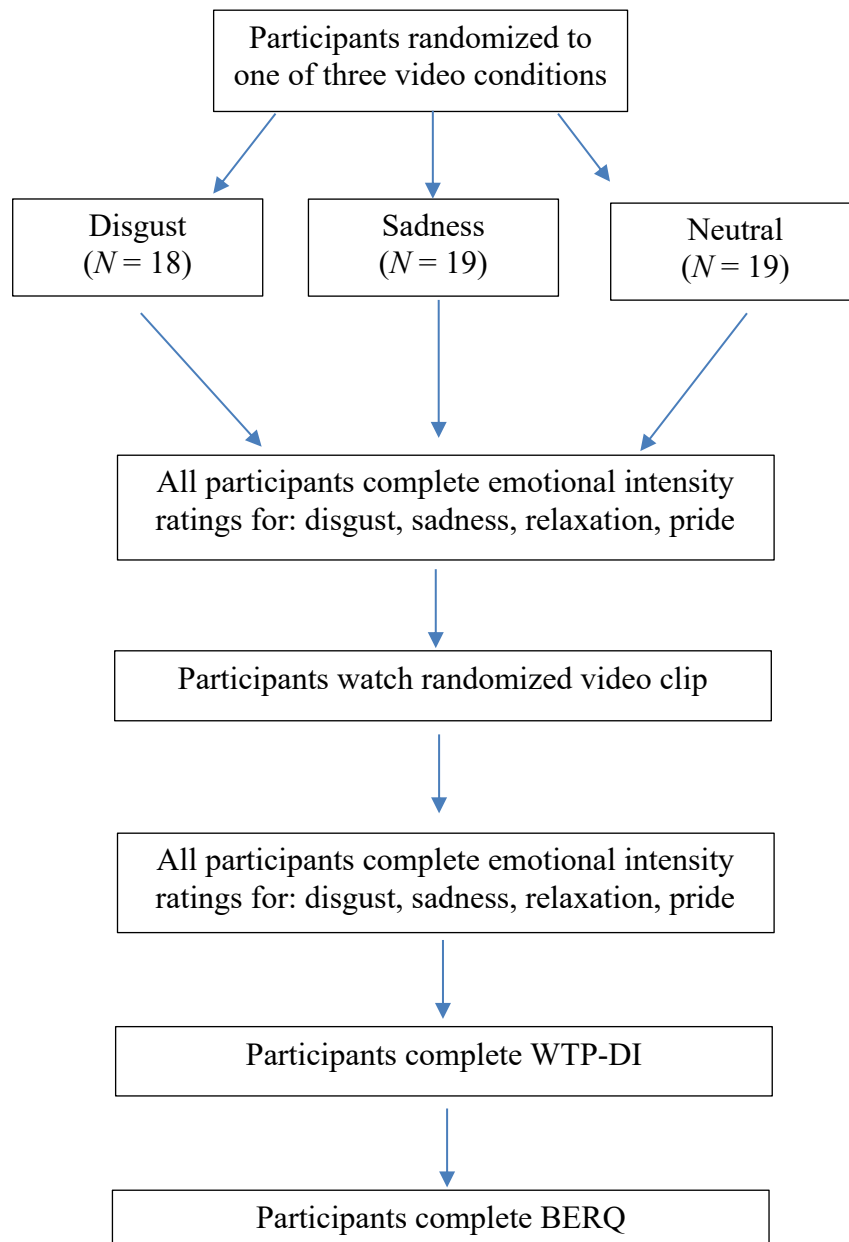 Participants randomized to
one of three video conditions
Disgust
(N = 18)
Sadness
(N = 19)
Neutral
(N = 19)
All participants complete emotional intensity
ratings for: disgust, sadness, relaxation, pride
Participants watch randomized video clip
All participants complete emotional intensity
ratings for: disgust, sadness, relaxation, pride
Participants complete WTP-DI
Participants complete BERQ